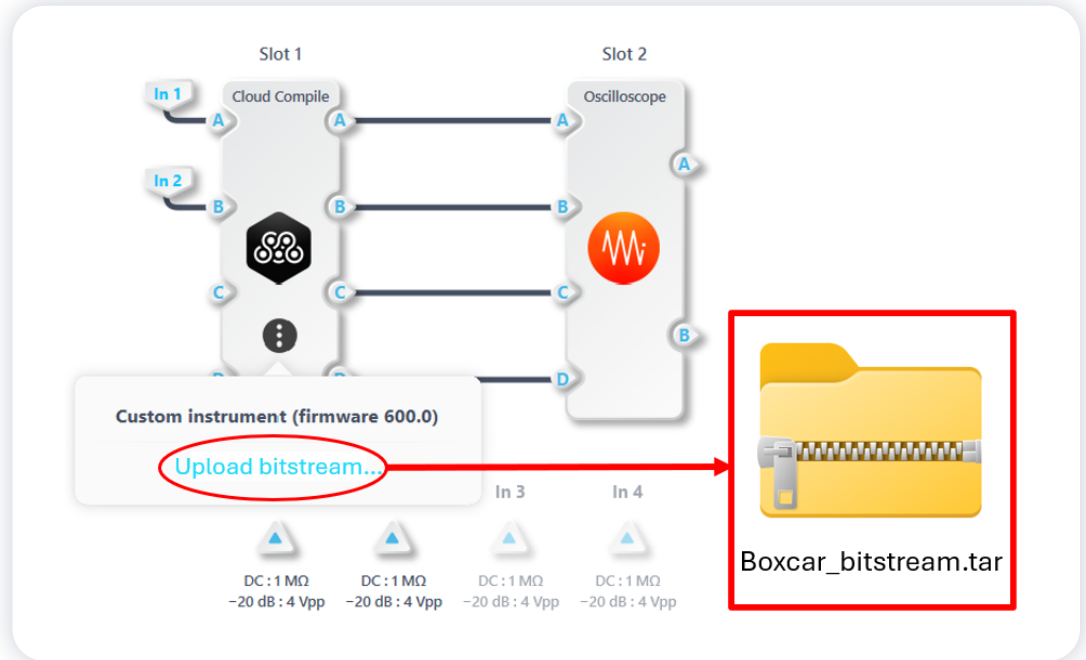 Slot 1
Slot 2
In 1
Cloud Compile
Oscilloscope
A
A
A
A
In 2
B
B
B
C
C
C
B
D
D
D
Custom instrument (firmware 600.0)
Upload bitstream...
In 3
In 4
Boxcar_bitstream.tar
DC : 1 MΩ
DC : 1 MΩ
DC : 1 MΩ
DC : 1 MΩ
−20 dB : 4 Vpp
−20 dB : 4 Vpp
−20 dB : 4 Vpp
−20 dB : 4 Vpp